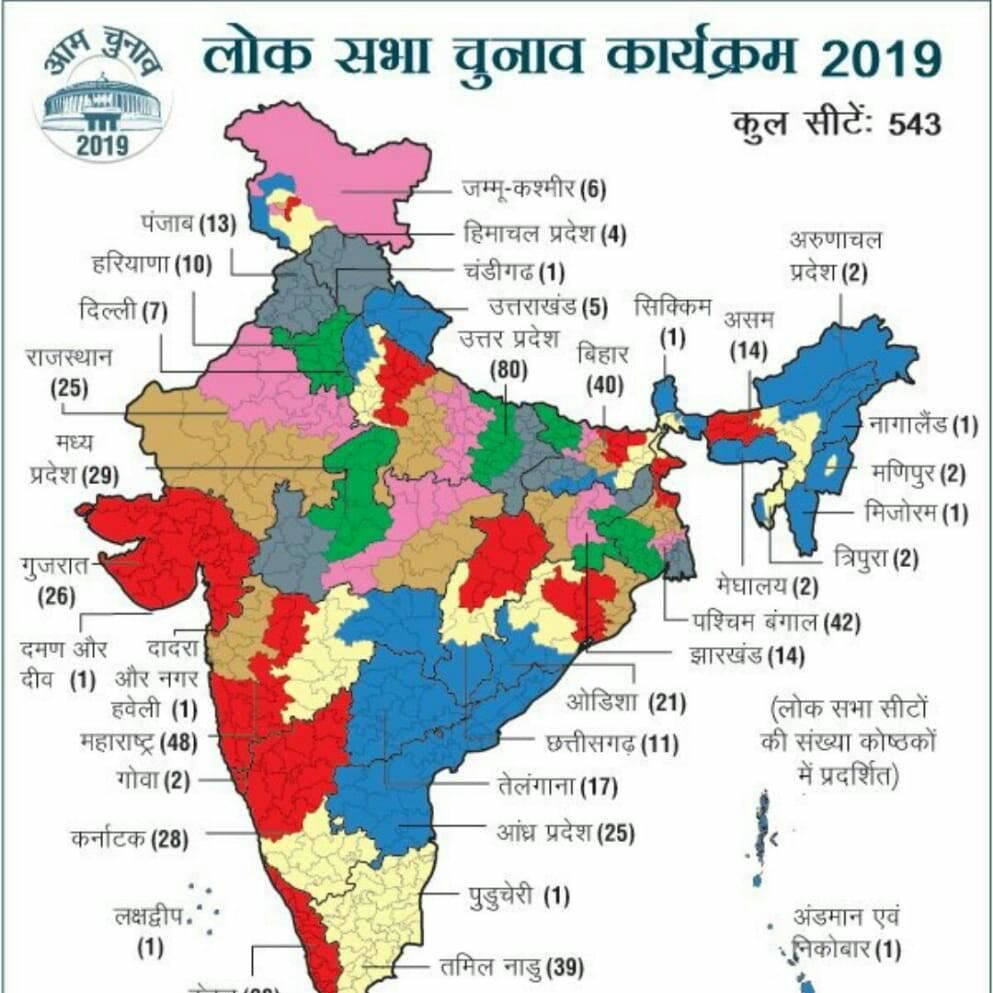 आम चुनाव
2019
लोक सभा चुनाव कार्यक्रम 2019
कुल सीटें: 543
जम्मू-कश्मीर (6)
पंजाब (13)
हिमाचल प्रदेश (4)
अरुणाचल
प्रदेश (2)
हरियाणा (10)
चंडीगढ (1)
दिल्ली (7)
उत्तराखंड (5)
सिक्किम
(1)
असम
(14)
उत्तर प्रदेश
(80)
बिहार
(40)
राजस्थान
(25)
नागालैंड (1)
मध्य
प्रदेश (29)
मणिपुर (2)
मिजोरम (1)
त्रिपुरा (2)
गुजरात
(26)
मेघालय (2)
पश्चिम बंगाल (42)
झारखंड (14)
दमण और
दीव (1)
दादरा
और नगर
हवेली (1)
ओडिशा (21)
(लोक सभा सीटों
की संख्या कोष्ठकों
में प्रदर्शित)
महाराष्ट्र (48)
छत्तीसगढ़ (11)
गोवा (2)
तेलंगाना (17)
कर्नाटक (28)
आंध्र प्रदेश (25)
पुडुचेरी (1)
लक्षद्वीप
(1)
अंडमान एवं
निकोबार (1)
तमिल नाडु (39)